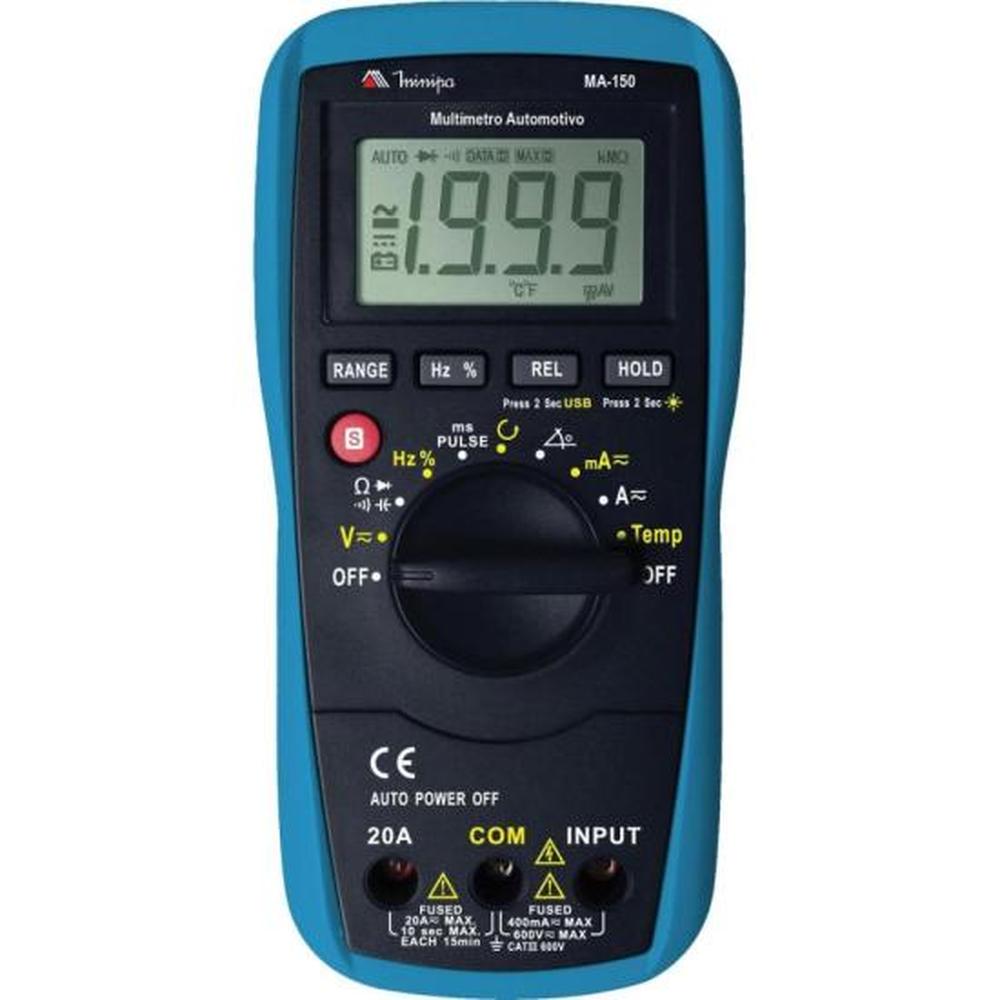 Minipa MA-150
Multimetro Automotivo
AUTO DATA MAX kMΩ
1.9.9.9
°C°F
RANGE Hz % REL HOLD
Press 2 Sec USB Press 2 Sec
S
ms
PULSE
Hz %
mA
Ω
A
V
Temp
OFF OFF
CE
AUTO POWER OFF
20A COM INPUT
FUSED FUSED
20A MAX. 400mA MAX
10 sec MAX. 600V MAX
EACH 15min CATIII 600V